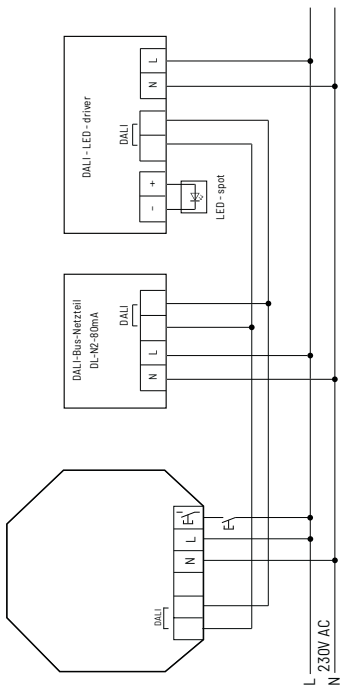 L
N
DALI
DALI-LED-driver
+
-
LED-spot
DALI
L
N
DALI-Bus-Netzteil
DL-N2-80mA
L
N
DALI
L
230V AC
N